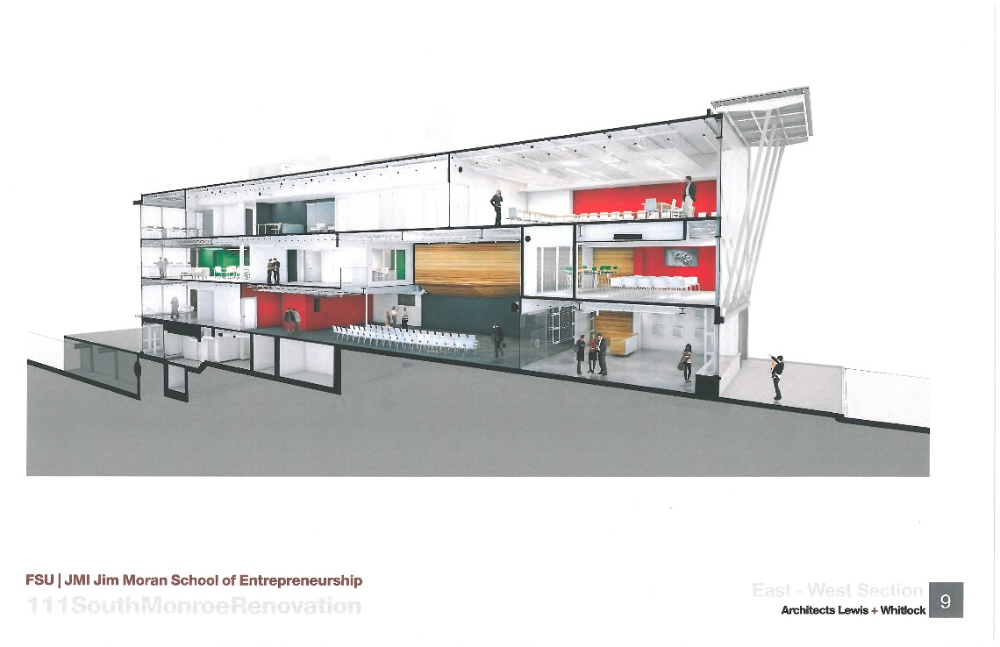 FSU | JMI Jim Moran School of Entrepreneurship
111SouthMonroeRenovation
East - West Section
Architects Lewis + Whitlock
9